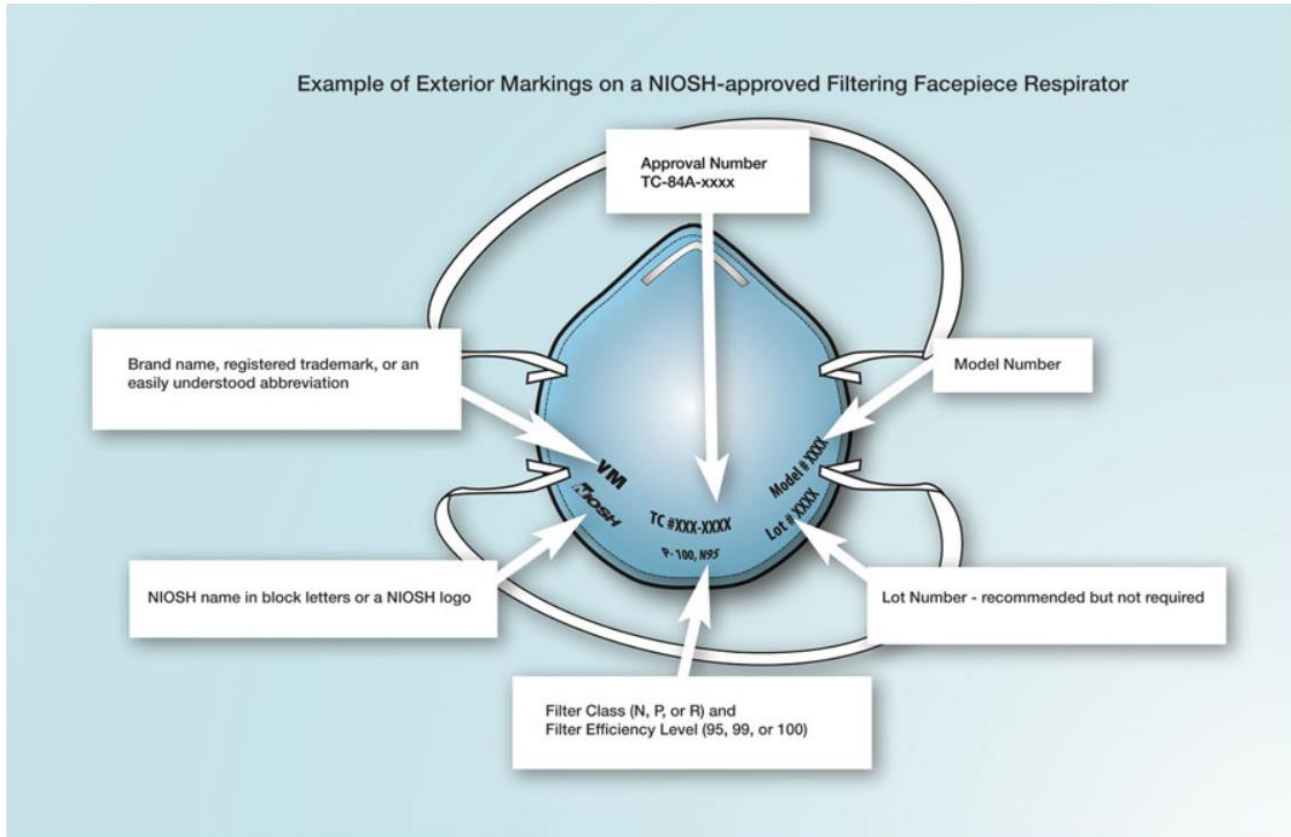 Example of Exterior Markings on a NIOSH-approved Filtering Facepiece Respirator
Approval Number
TC-84A-xxxx
Brand name, registered trademark, or an
easily understood abbreviation
Model Number
VM
NIOSH
TC #XXX-XXXX
P- 100, N95
Model # XXXX
Lot # XXXX
NIOSH name in block letters or a NIOSH logo
Lot Number - recommended but not required
Filter Class (N, P, or R) and
Filter Efficiency Level (95, 99, or 100)